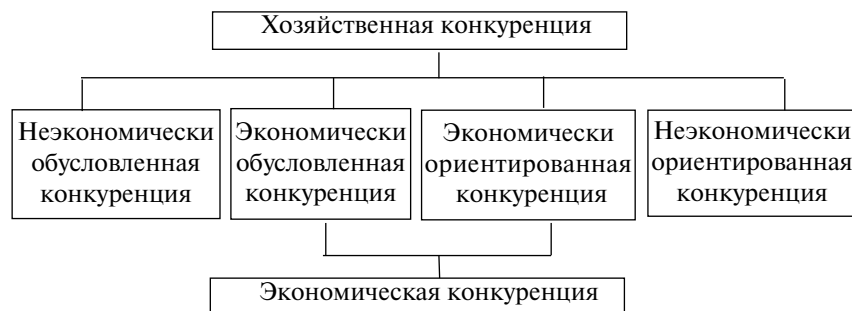 Хозяйственная конкуренция
Неэкономически
обусловленная
конкуренция
Экономически
обусловленная
конкуренция
Экономически
ориентированная
конкуренция
Неэкономически
ориентированная
конкуренция
Экономическая конкуренция